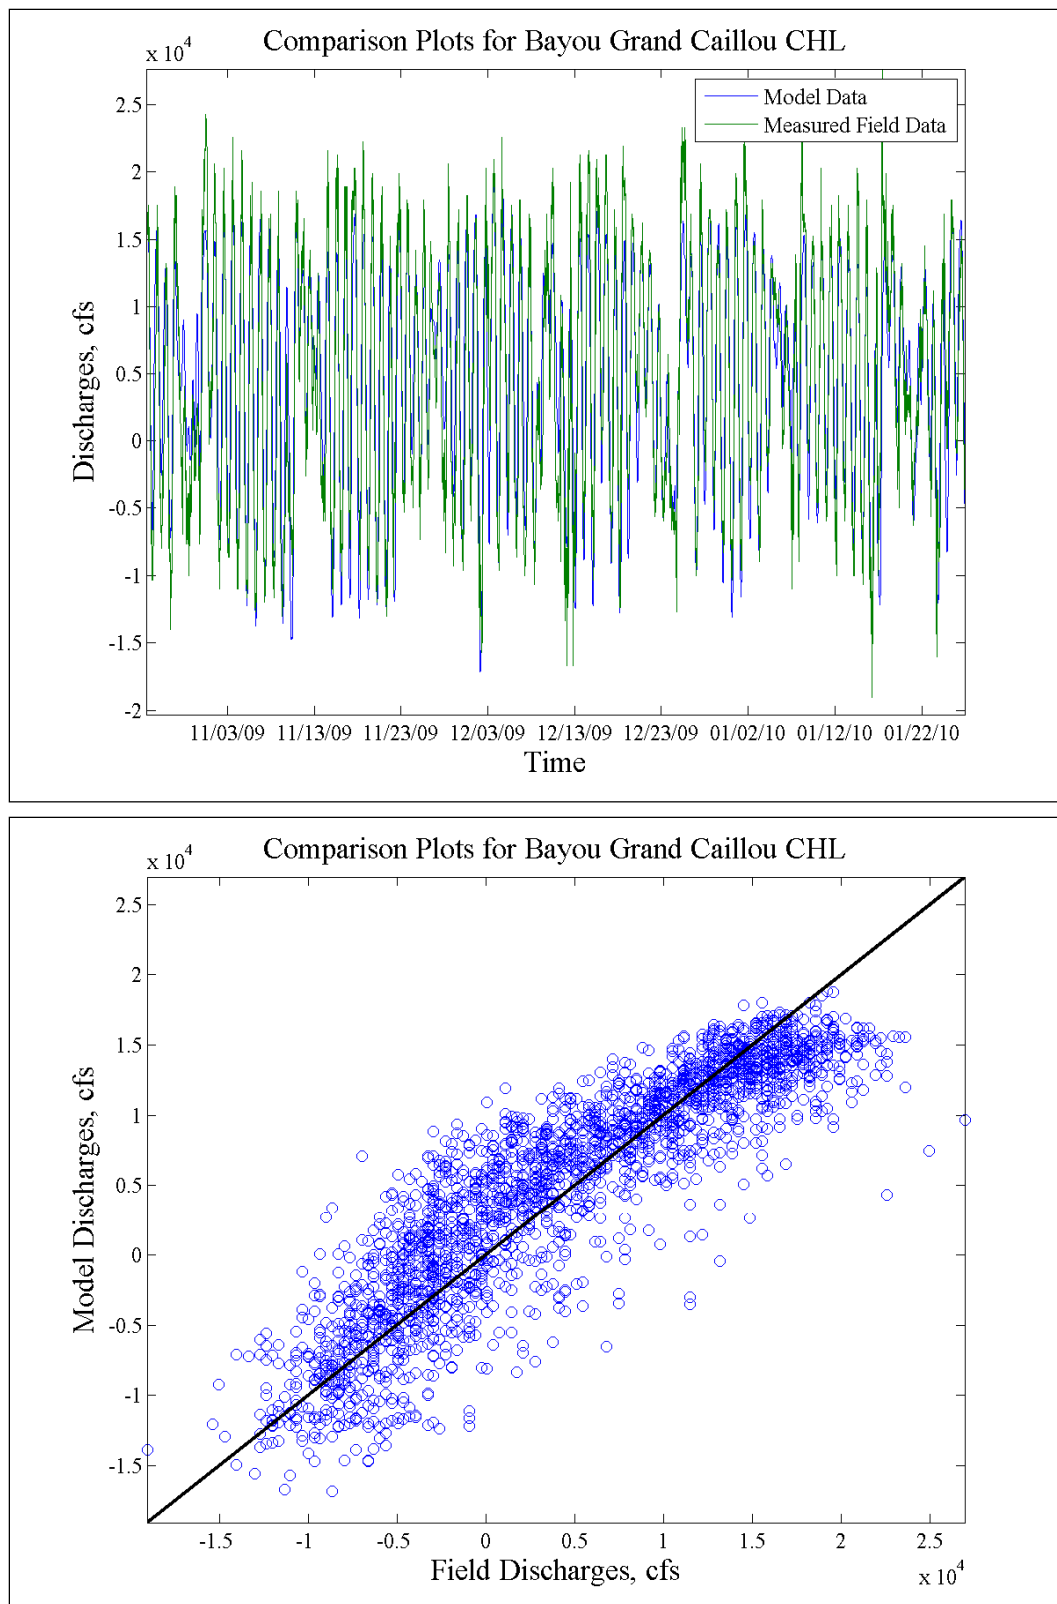 Comparison Plots for Bayou Grand Caillou CHL
x 10^4
Model Data
Measured Field Data
2.5
2
1.5
1
0.5
0
-0.5
-1
-1.5
-2
Discharges, cfs
11/03/09 11/13/09 11/23/09 12/03/09 12/13/09 12/23/09 01/02/10 01/12/10 01/22/10
Time
Comparison Plots for Bayou Grand Caillou CHL
x 10^4
2.5
2
1.5
1
0.5
0
-0.5
-1
-1.5
Model Discharges, cfs
-1.5 -1 -0.5 0 0.5 1 1.5 2 2.5
Field Discharges, cfs
x 10^4